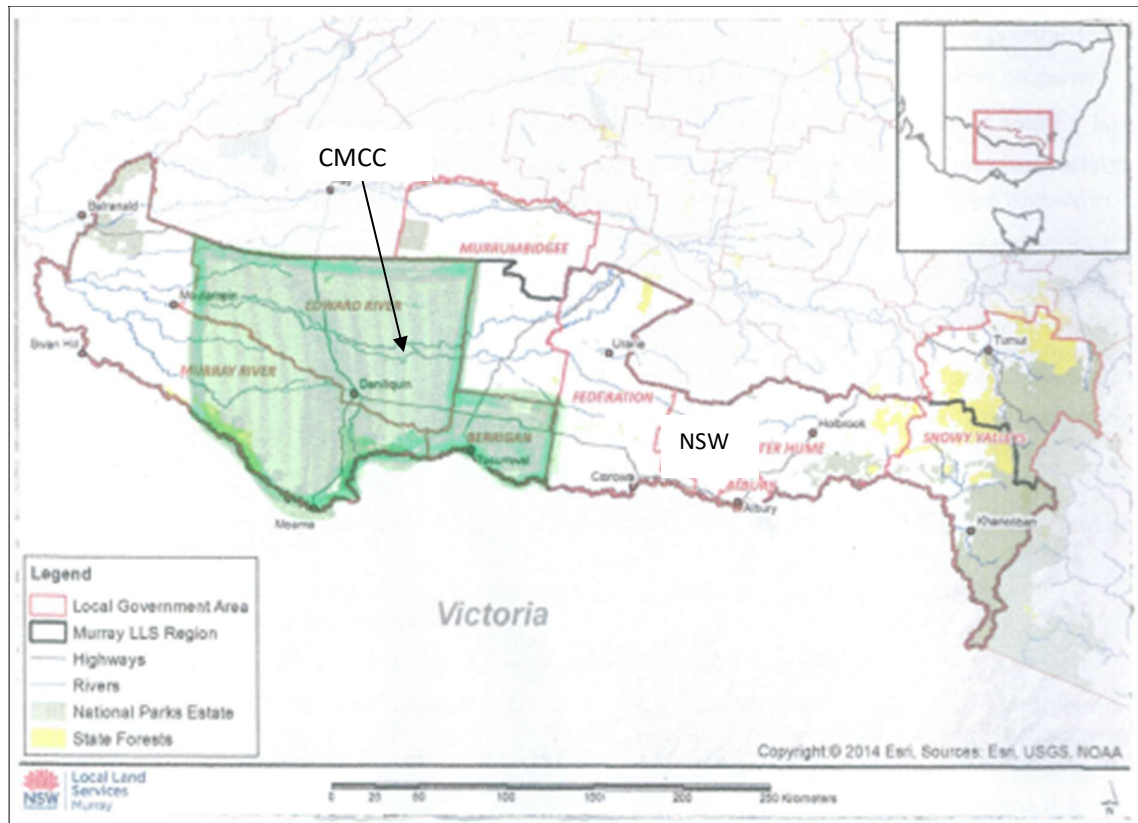 CMCC
Balranald
MURRUMBIDGEE
EDWARD RIVER
Moulamein
Swan Hill
MURRAY RIVER
Deniliquin
Urana
Tumut
FEDERATION
BERRIGAN
Tocumwal
NSW
TER HUME
Holbrook
SNOWY VALLEYS
Corowa
ALBURY
Albury
Moama
Khancoban
Victoria
Legend
Local Government Area
Murray LLS Region
Highways
Rivers
National Parks Estate
State Forests
Copyright:© 2014 Esri, Sources: Esri, USGS, NOAA
NSW
GOVERNMENT
Local Land
Services
Murray
0 25 50 100 150 200 250 Kilometers